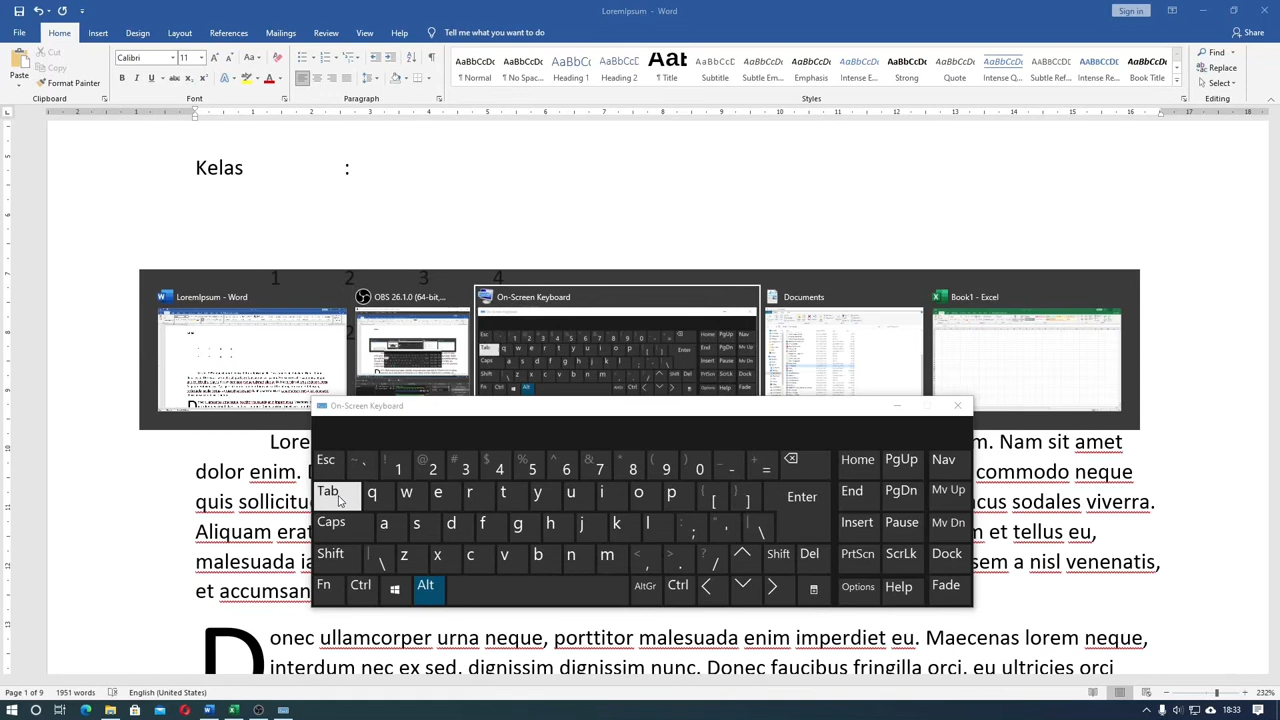 LoremIpsum - Word
Sign in
File Home Insert Design Layout References Mailings Review View Help Tell me what you want to do Share
Paste
Cut
Copy
Format Painter
Calibri 11
Clipboard Font Paragraph Styles Editing
AaBbCcDc AaBbCcDc
¶ Normal ¶ No Spac... Heading 1 Heading 2 ¶ Title Subtitle Subtle Em... Emphasis Intense E... Strong Quote Intense Q... Subtle Ref... Intense Re... Book Title
Find
Replace
Select
Kelas :
1 2 3 4
LoremIpsum - Word
OBS 26.1.0 (64-bit,...
On-Screen Keyboard
Documents
Book1 - Excel
On-Screen Keyboard
Esc ~ ` ! 1 @ 2 # 3 $ 4 % 5 ^ 6 & 7 * 8 ( 9 ) 0 _ - + = Home PgUp Nav
Tab q w e r t y u i o p { [ } ] Enter End PgDn Mv Up
Caps a s d f g h j k l : ; " ' | \ Insert Pause Mv Dn
Shift | \ z x c v b n m < , > . ? / Shift Del PrtScn ScrLk Dock
Fn Ctrl Alt AltGr Ctrl Options Help Fade
Lore m. Nam sit amet
dolor enim. commodo neque
quis sollicitu cus sodales viverra.
Aliquam erat m et tellus eu,
malesuada ia sem a nisl venenatis,
et accumsan
Donec ullamcorper urna neque, porttitor malesuada enim imperdiet eu. Maecenas lorem neque,
interdum nec ex sed, dignissim dignissim nunc. Donec faucibus fringilla orci, eu ultricies orci
Page 1 of 9 1951 words English (United States) 232%
18:33